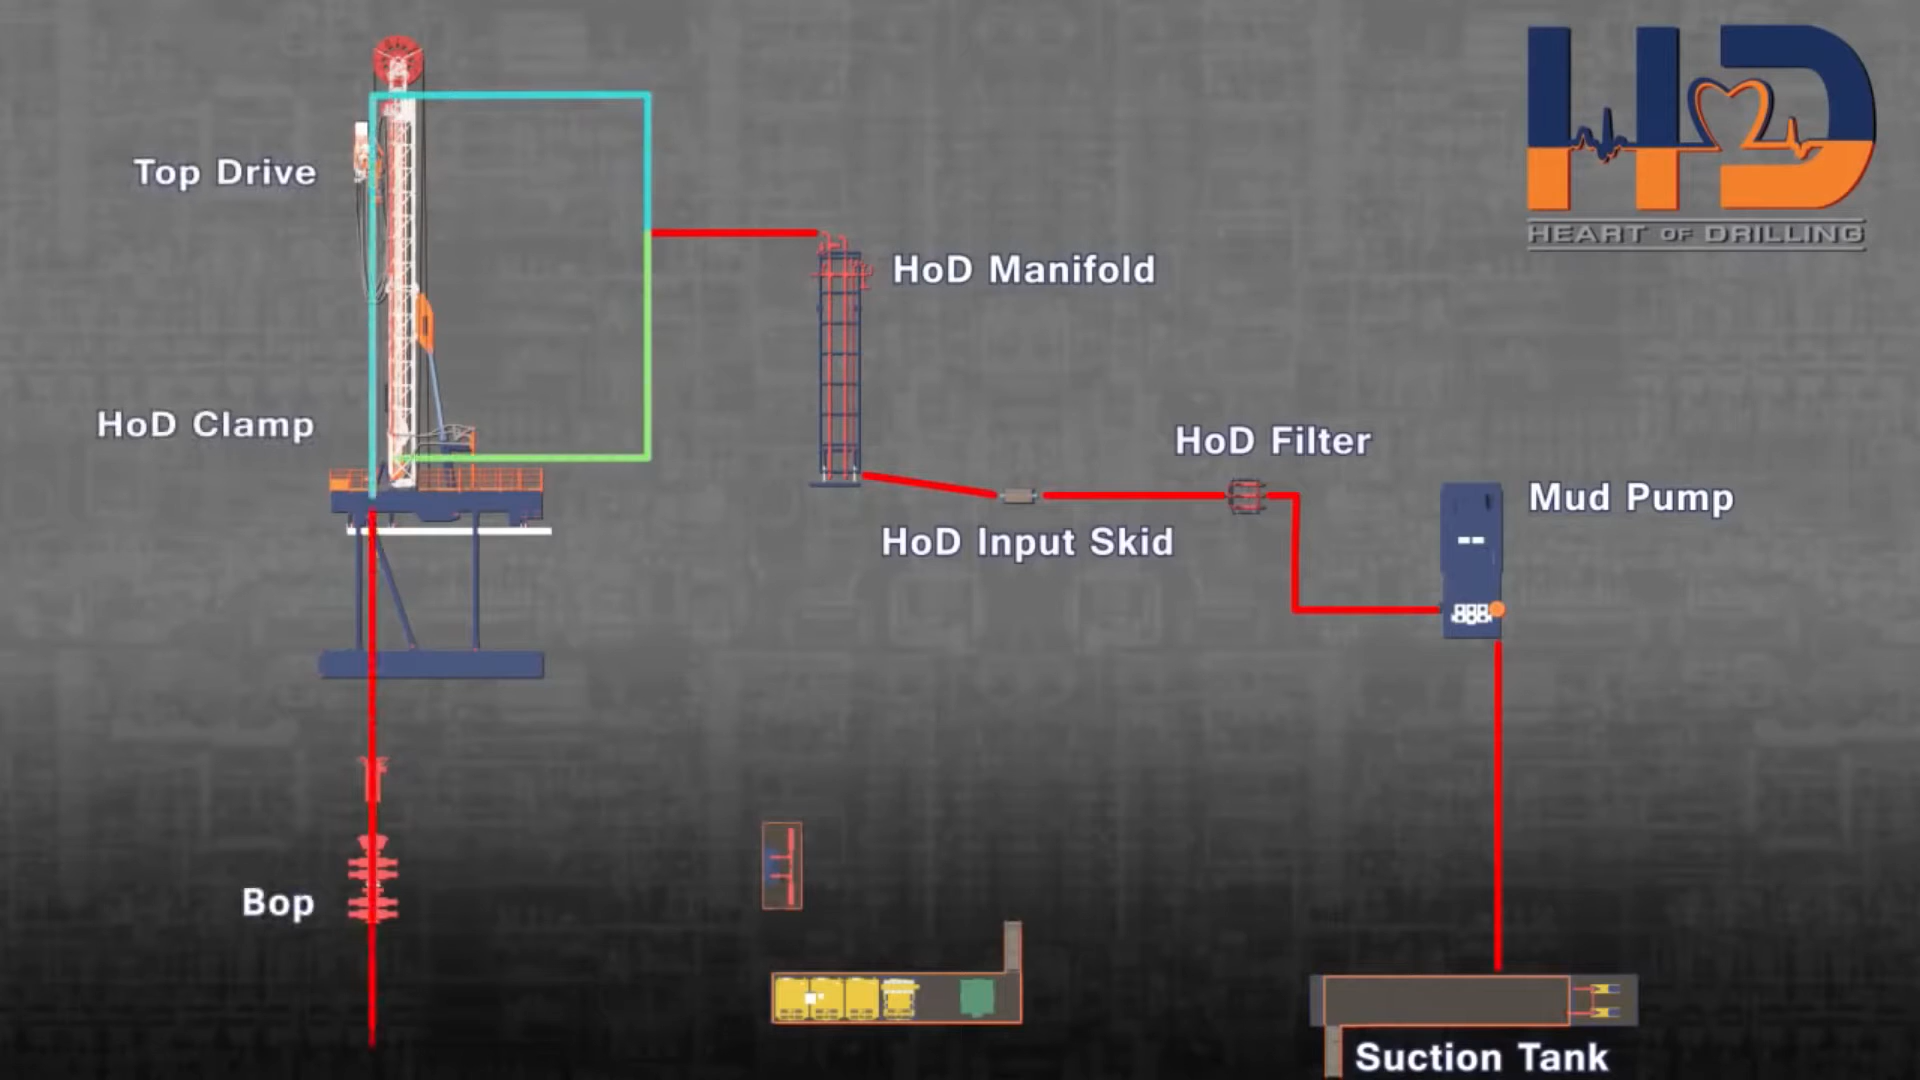 HD
HEART OF DRILLING
Top Drive
HoD Manifold
HoD Clamp
HoD Filter
Mud Pump
HoD Input Skid
Bop
Suction Tank